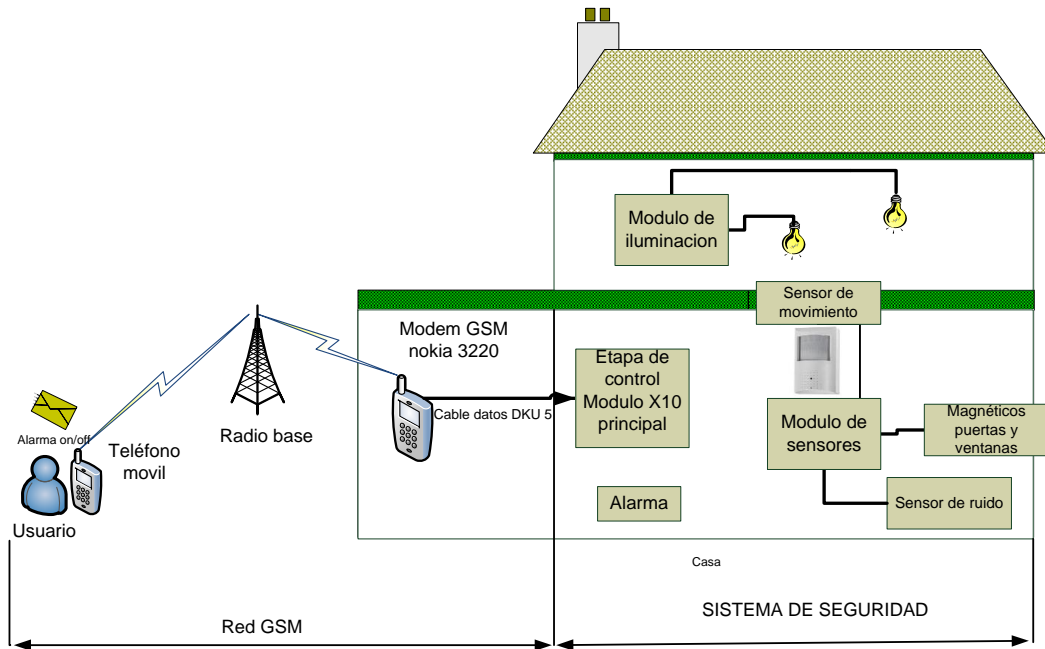 Modulo de
iluminacion
Sensor de
movimiento
Modem GSM
nokia 3220
Etapa de
control
Modulo X10
principal
Cable datos DKU 5
Radio base
Alarma on/off
Teléfono
movil
Usuario
Modulo de
sensores
Magnéticos
puertas y
ventanas
Alarma
Sensor de ruido
Casa
Red GSM
SISTEMA DE SEGURIDAD